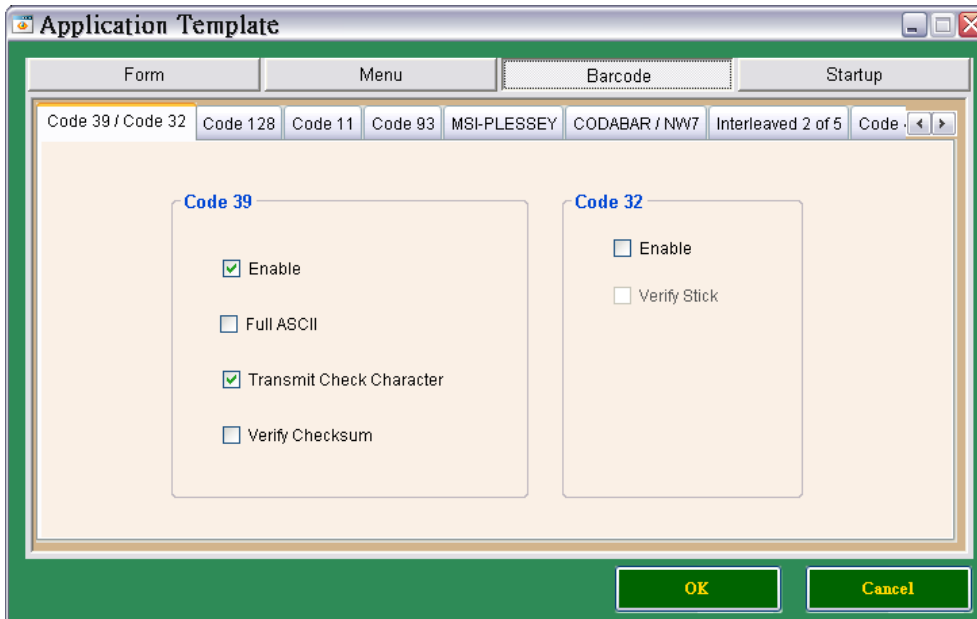 Application Template
Form Menu Barcode Startup
Code 39 / Code 32 Code 128 Code 11 Code 93 MSI-PLESSEY CODABAR / NW7 Interleaved 2 of 5 Code
Code 39 Code 32
Enable Enable
Verify Stick
Full ASCII
Transmit Check Character
Verify Checksum
OK Cancel